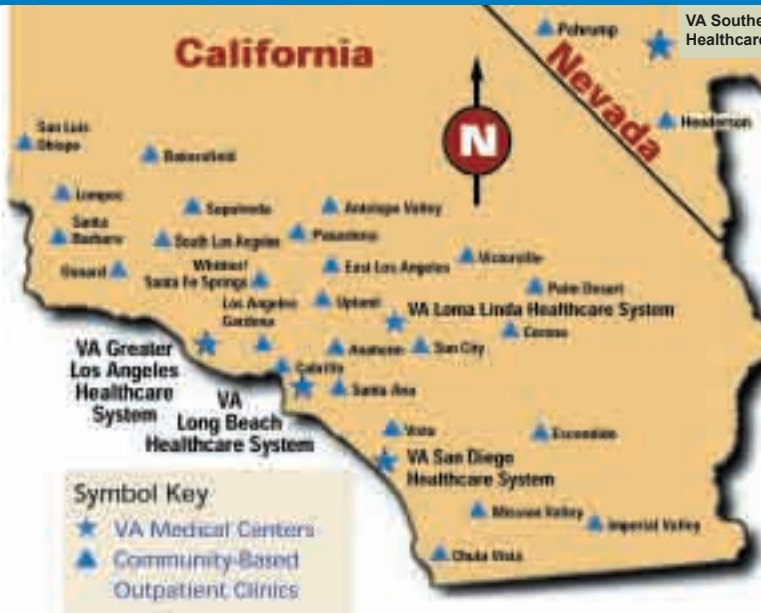 California
Nevada
N
VA Southe
Healthcare
Pahrump
Henderson
San Luis
Obispo
Bakersfield
Lompoc
Sepulveda
Antelope Valley
Santa
Barbara
South Los Angeles
Pasadena
Oxnard
Whittier/
Santa Fe Springs
East Los Angeles
Victorville
Palm Desert
Los Angeles
Gardena
Upland
VA Loma Linda Healthcare System
Corona
VA Greater
Los Angeles
Healthcare
System
Anaheim
Sun City
Cabrillo
Santa Ana
VA
Long Beach
Healthcare System
Vista
Escondido
VA San Diego
Healthcare System
Mission Valley
Imperial Valley
Chula Vista
Symbol Key
VA Medical Centers
Community-Based
Outpatient Clinics